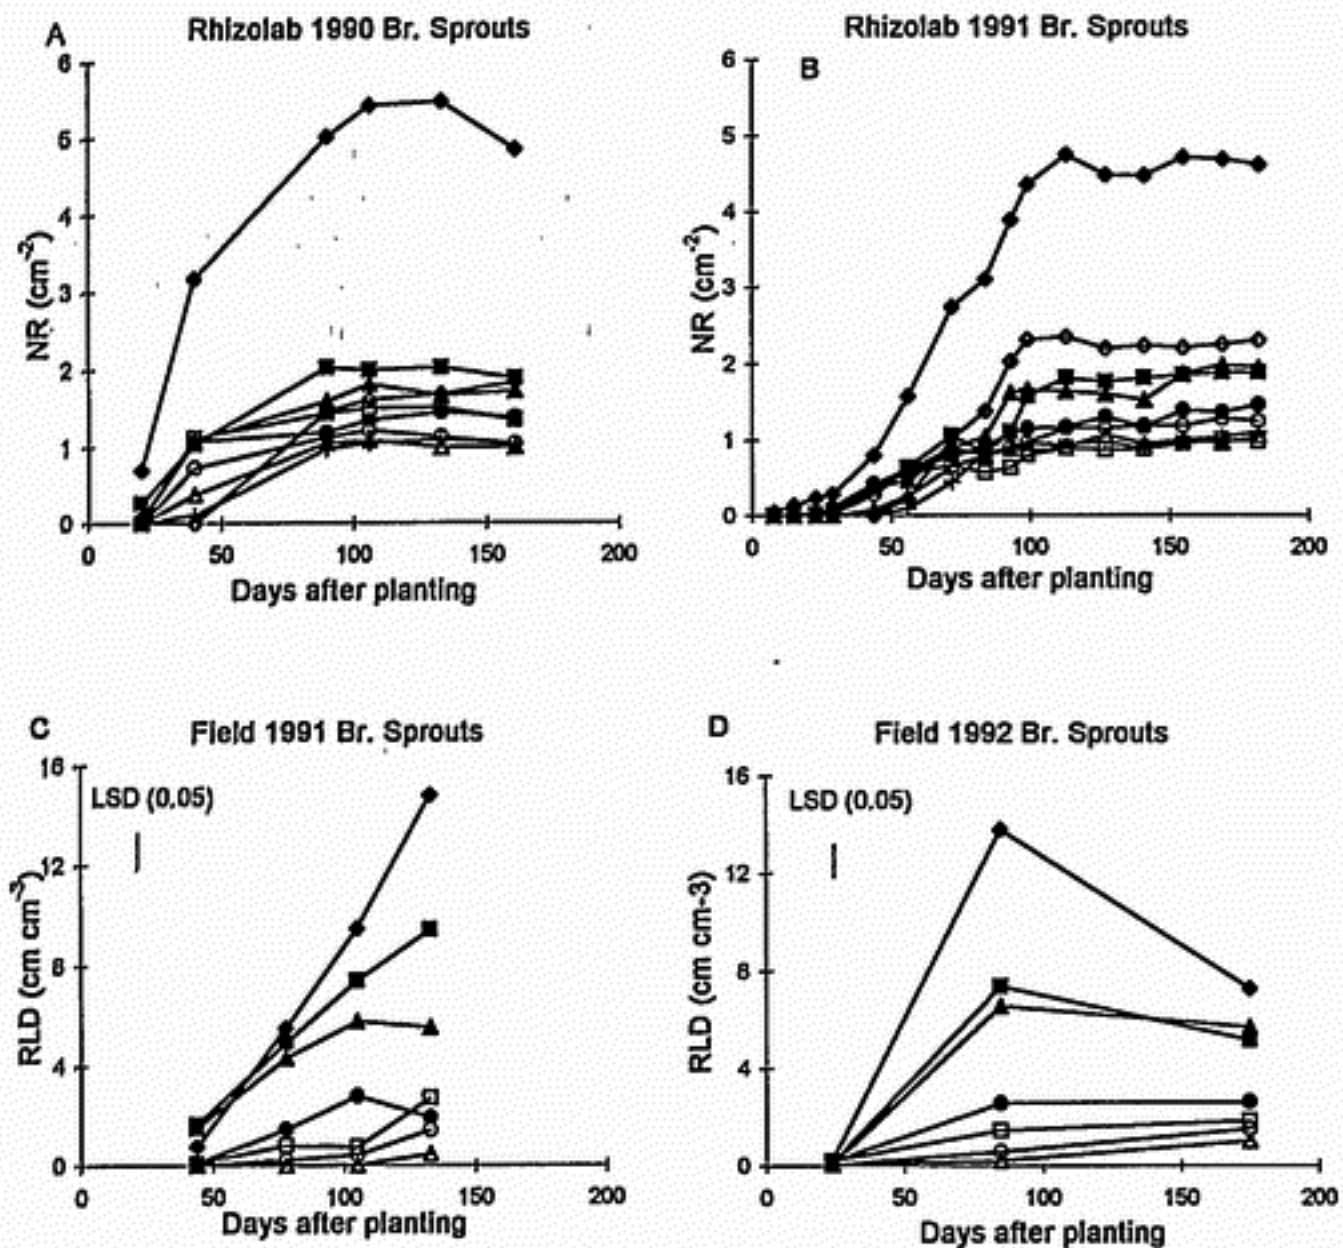 A
Rhizolab 1990 Br. Sprouts
6
5
4
3
2
1
0
NR (cm-2)
0 50 100 150 200
Days after planting
B
Rhizolab 1991 Br. Sprouts
6
5
4
3
2
1
0
NR (cm-2)
0 50 100 150 200
Days after planting
C
Field 1991 Br. Sprouts
16
12
8
4
0
LSD (0.05)
RLD (cm cm-3)
0 50 100 150 200
Days after planting
D
Field 1992 Br. Sprouts
16
12
8
4
0
LSD (0.05)
RLD (cm cm-3)
0 50 100 150 200
Days after planting